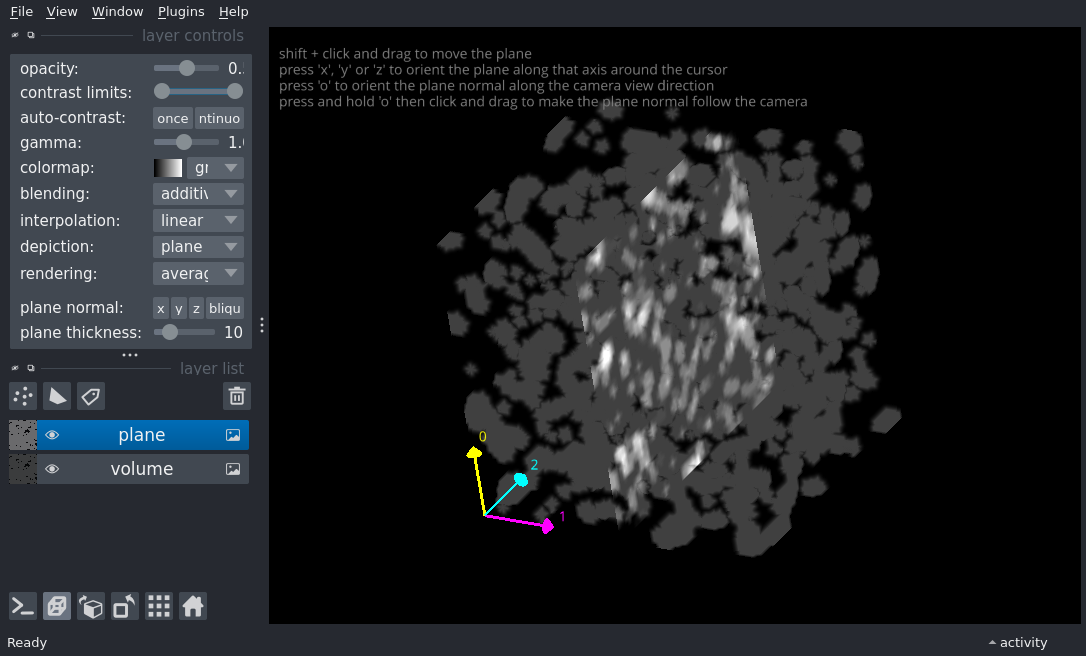 File View Window Plugins Help
layer controls
opacity: 0.
contrast limits:
auto-contrast: once ntinuo
gamma: 1.
colormap: gr
blending: additiv
interpolation: linear
depiction: plane
rendering: averag
plane normal: x y z bliqu
plane thickness: 10
layer list
plane
volume
shift + click and drag to move the plane
press 'x', 'y' or 'z' to orient the plane along that axis around the cursor
press 'o' to orient the plane normal along the camera view direction
press and hold 'o' then click and drag to make the plane normal follow the camera
0
2
1
Ready
activity